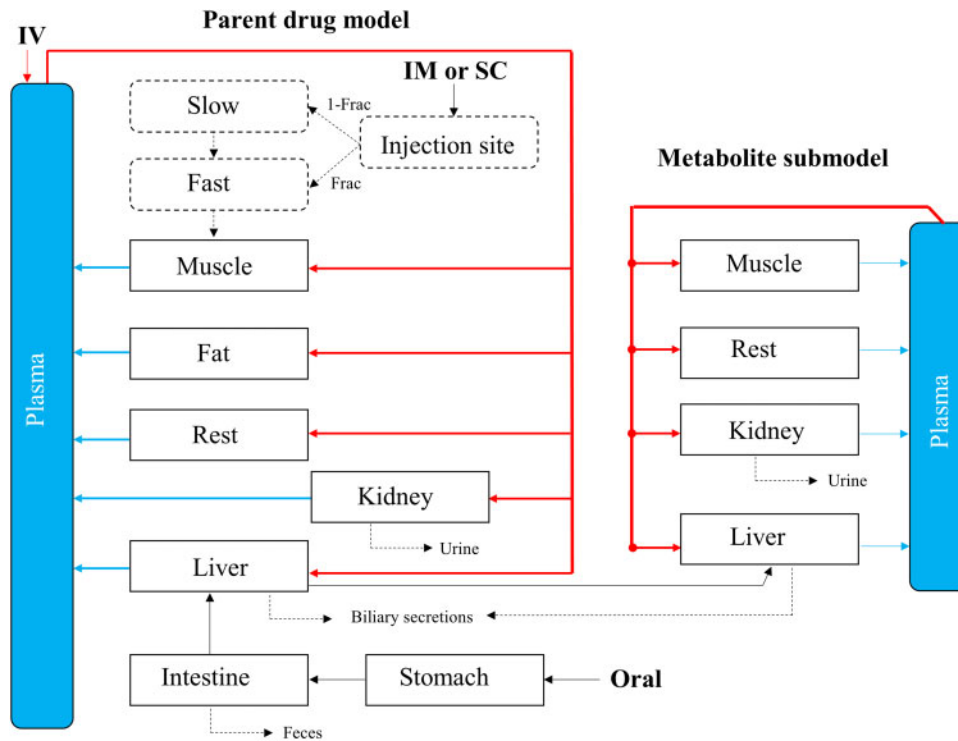 Parent drug model
IV
IM or SC
Slow
1-Frac
Injection site
Fast
Frac
Muscle
Fat
Rest
Kidney
Urine
Liver
Biliary secretions
Intestine
Stomach
Oral
Feces
Plasma
Metabolite submodel
Muscle
Rest
Kidney
Urine
Liver
Plasma